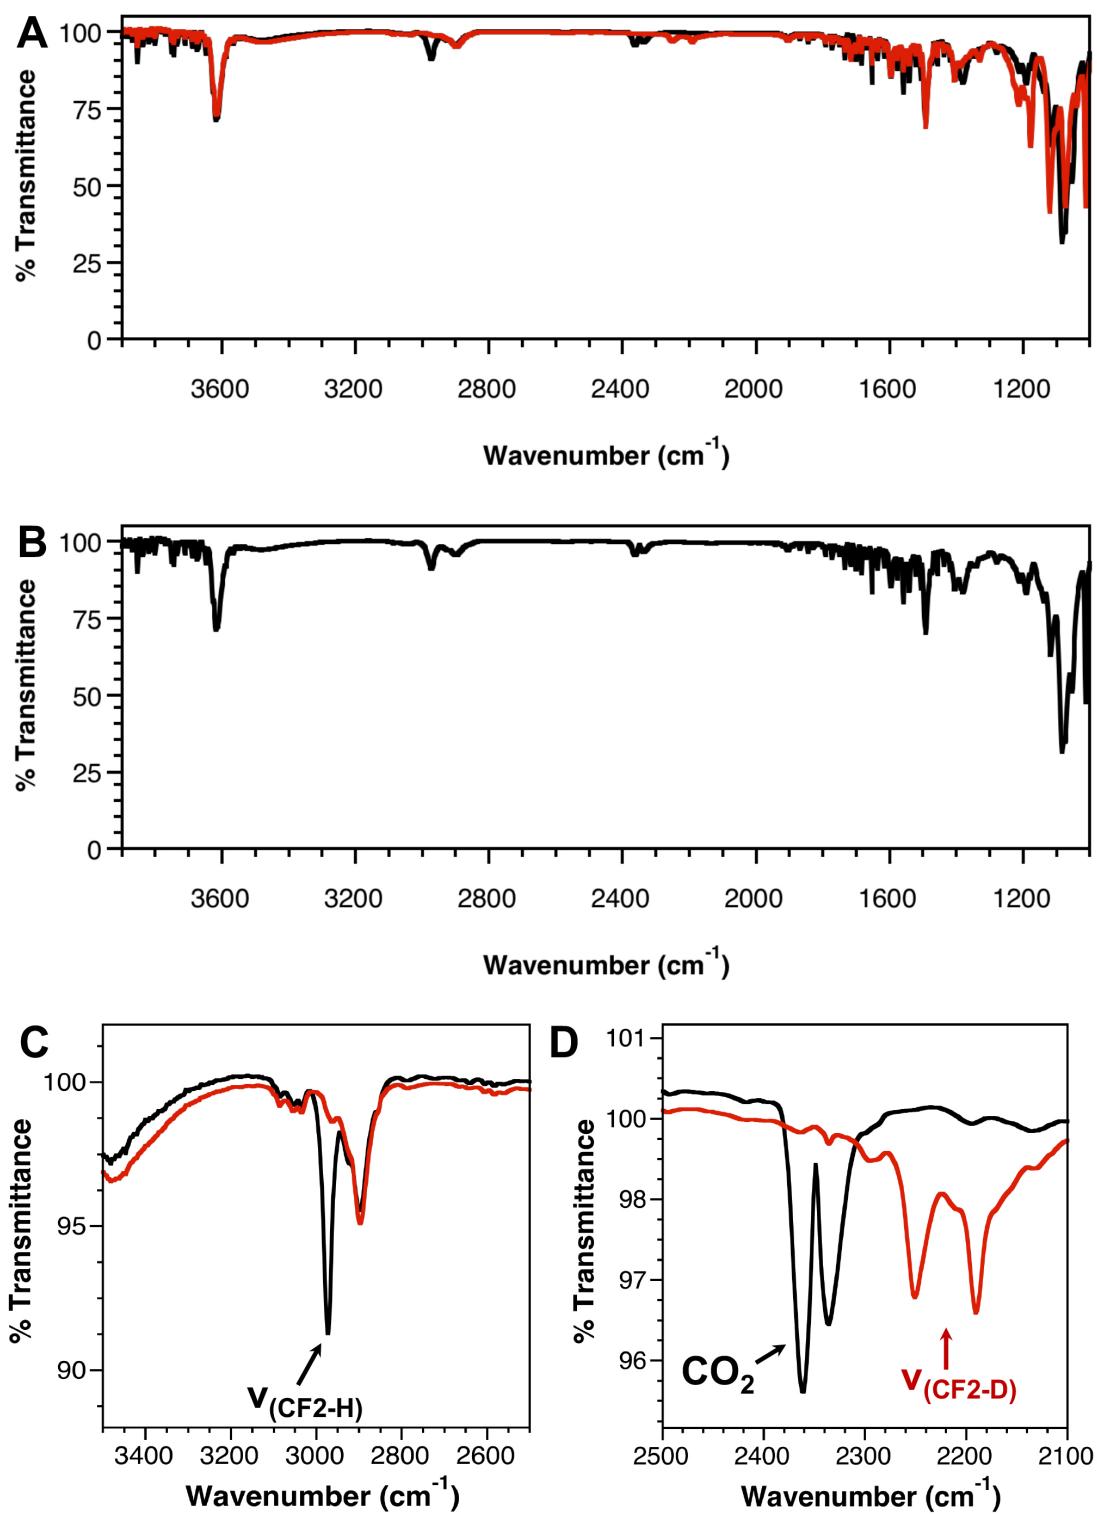 A
% Transmittance
100
75
50
25
0
3600 3200 2800 2400 2000 1600 1200
Wavenumber (cm-1)
B
% Transmittance
100
75
50
25
0
3600 3200 2800 2400 2000 1600 1200
Wavenumber (cm-1)
C
% Transmittance
100
95
90
ν(CF2-H)
3400 3200 3000 2800 2600
Wavenumber (cm-1)
D
% Transmittance
101
100
98
97
96
CO2
ν(CF2-D)
2500 2400 2300 2200 2100
Wavenumber (cm-1)